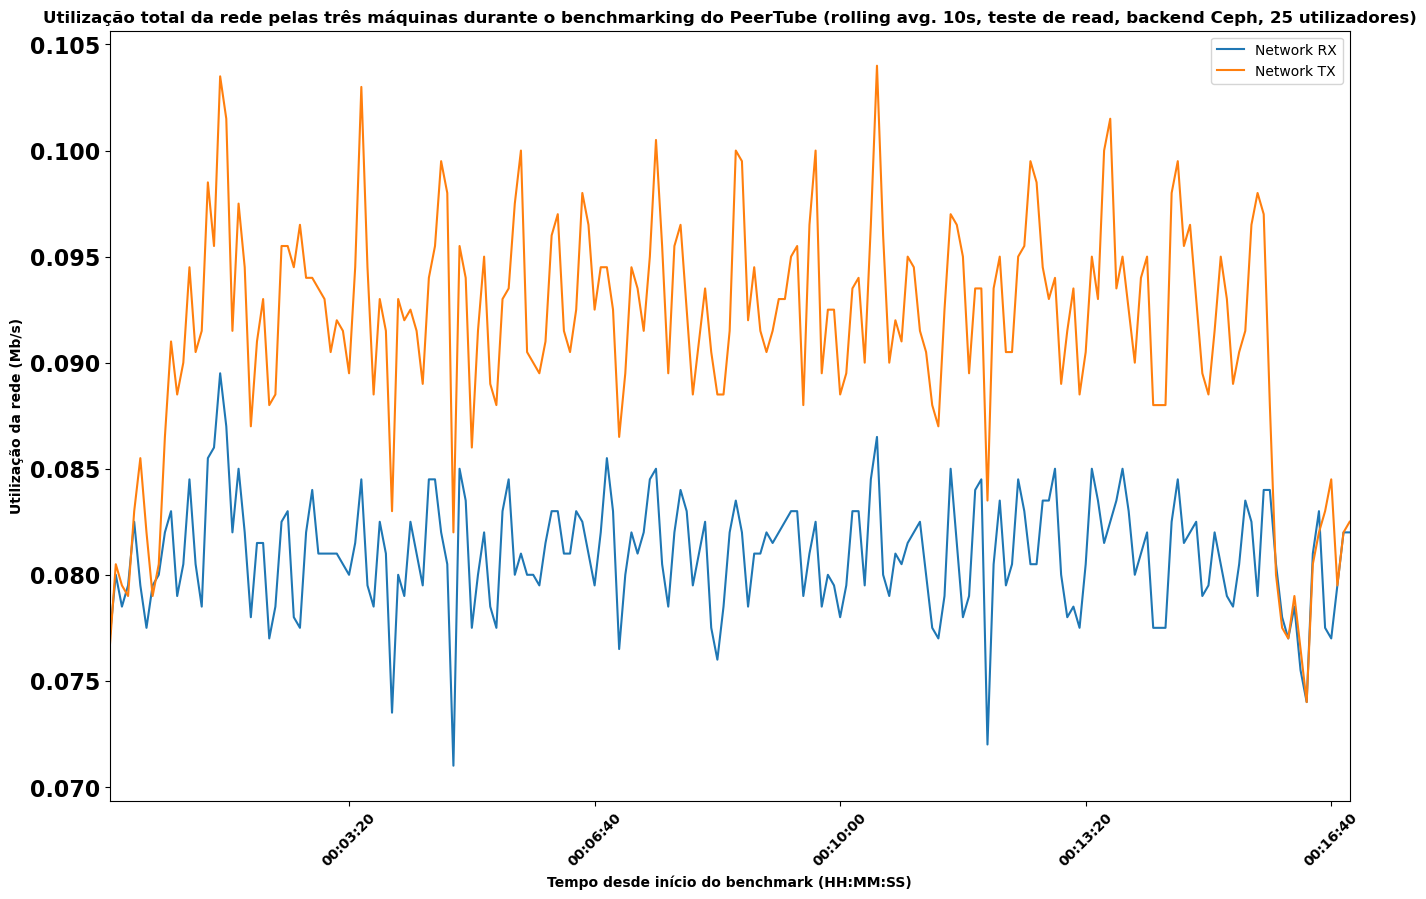 Utilização total da rede pelas três máquinas durante o benchmarking do PeerTube (rolling avg. 10s, teste de read, backend Ceph, 25 utilizadores)
Network RX
Network TX
Utilização da rede (Mb/s)
0.105
0.100
0.095
0.090
0.085
0.080
0.075
0.070
00:03:20
00:06:40
00:10:00
00:13:20
00:16:40
Tempo desde início do benchmark (HH:MM:SS)